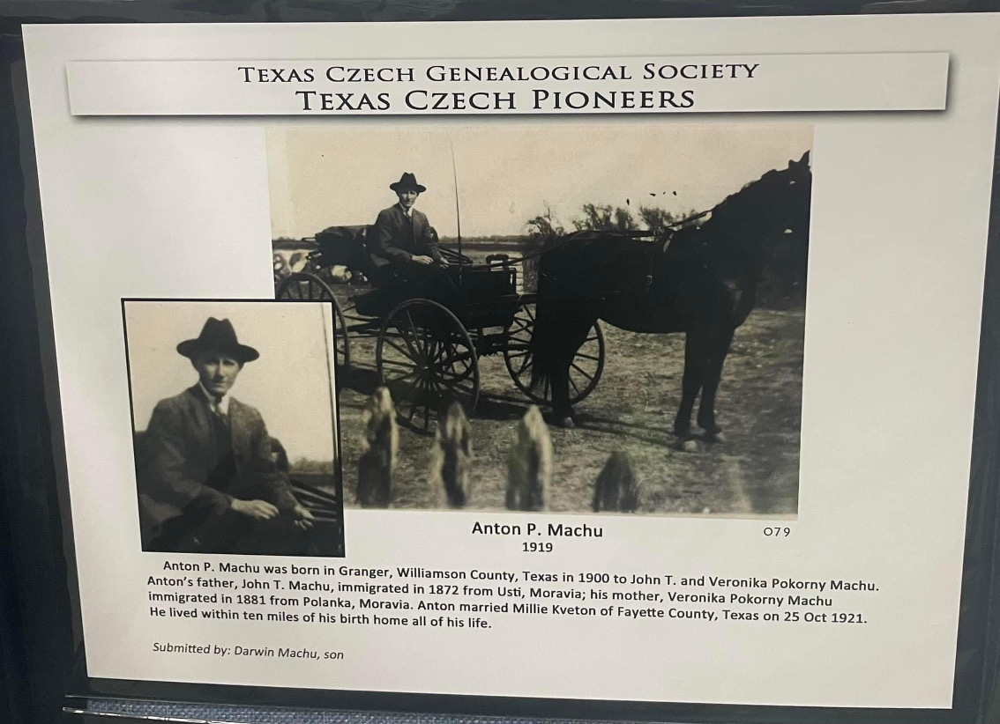 Texas Czech Genealogical Society
Texas Czech Pioneers
Anton P. Machu
079
1919
Anton P. Machu was born in Granger, Williamson County, Texas in 1900 to John T. and Veronika Pokorny Machu.
Anton's father, John T. Machu, immigrated in 1872 from Usti, Moravia; his mother, Veronika Pokorny Machu
immigrated in 1881 from Polanka, Moravia. Anton married Millie Kveton of Fayette County, Texas on 25 Oct 1921.
He lived within ten miles of his birth home all of his life.
Submitted by: Darwin Machu, son